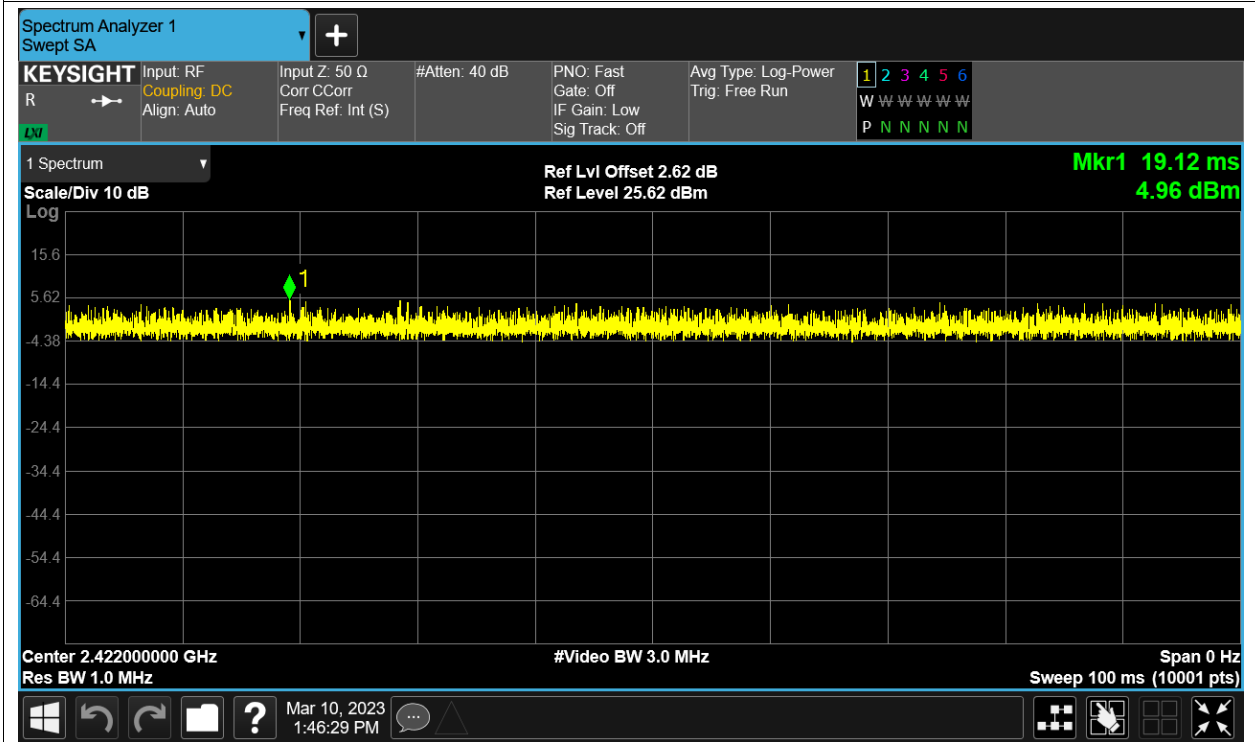 Spectrum Analyzer 1
Swept SA
+
KEYSIGHT
R
LXI
Input: RF
Coupling: DC
Align: Auto
Input Z: 50 Ω
Corr CCorr
Freq Ref: Int (S)
#Atten: 40 dB
PNO: Fast
Gate: Off
IF Gain: Low
Sig Track: Off
Avg Type: Log-Power
Trig: Free Run
1 2 3 4 5 6
W W W W W W
P N N N N N
1 Spectrum
Scale/Div 10 dB
Ref Lvl Offset 2.62 dB
Ref Level 25.62 dBm
Mkr1 19.12 ms
4.96 dBm
Log
15.6
1
5.62
-4.38
-14.4
-24.4
-34.4
-44.4
-54.4
-64.4
Center 2.422000000 GHz
Res BW 1.0 MHz
#Video BW 3.0 MHz
Span 0 Hz
Sweep 100 ms (10001 pts)
?
Mar 10, 2023
1:46:29 PM